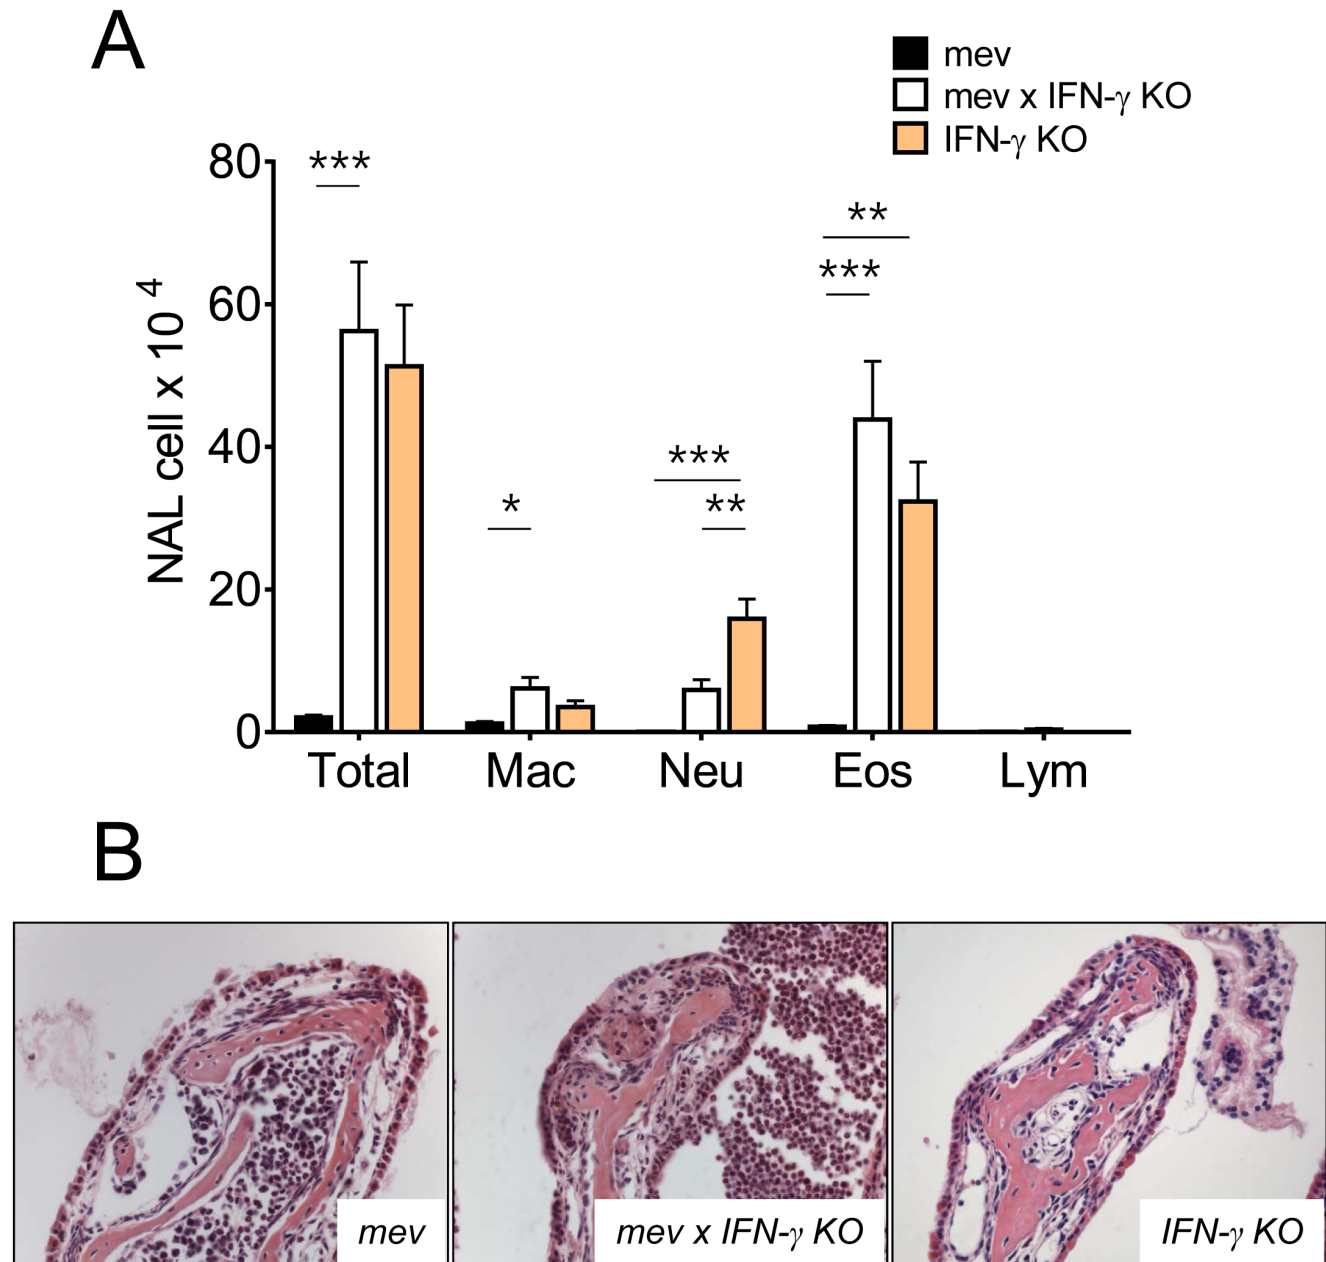 A
mev
mev x IFN-γ KO
IFN-γ KO
NAL cell x 10 4
80
60
40
20
0
***
*
***
**
**
***
Total Mac Neu Eos Lym
B
mev
mev x IFN-γ KO
IFN-γ KO